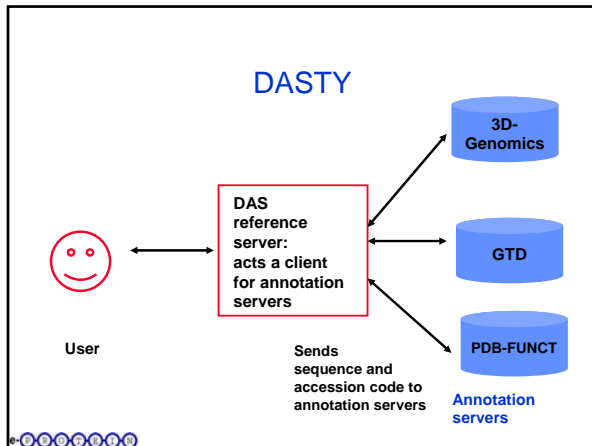 DASTY
3D-
Genomics
DAS
reference
server:
acts a client
for annotation
servers
GTD
PDB-FUNCT
User
Sends
sequence and
accession code to
annotation servers
Annotation
servers
e-PROTEIN